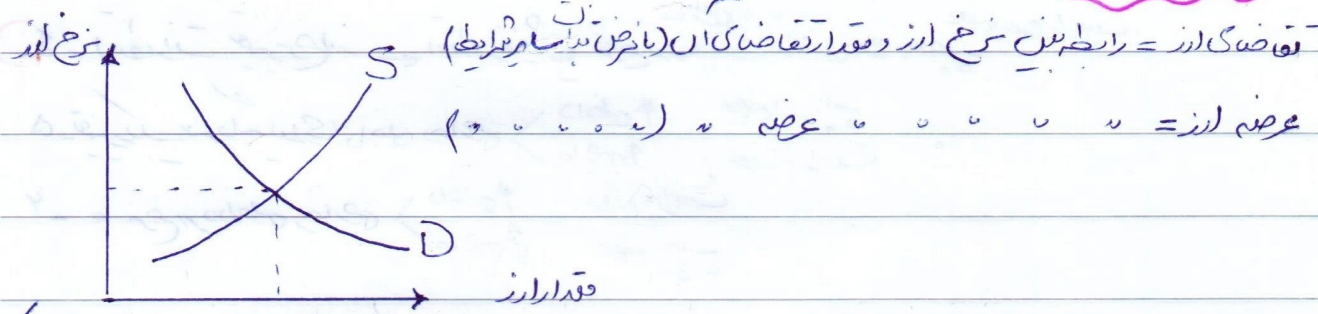 نرخ ارز
تقاضای ارز = رابطه بین نرخ ارز و مقدار تقاضای آن (با فرض ثبات سایر شرایط)
S
عرضه ارز = 〃 〃 〃 〃 〃 عرضه 〃 (〃 〃 〃 〃 〃)
D
مقدار ارز